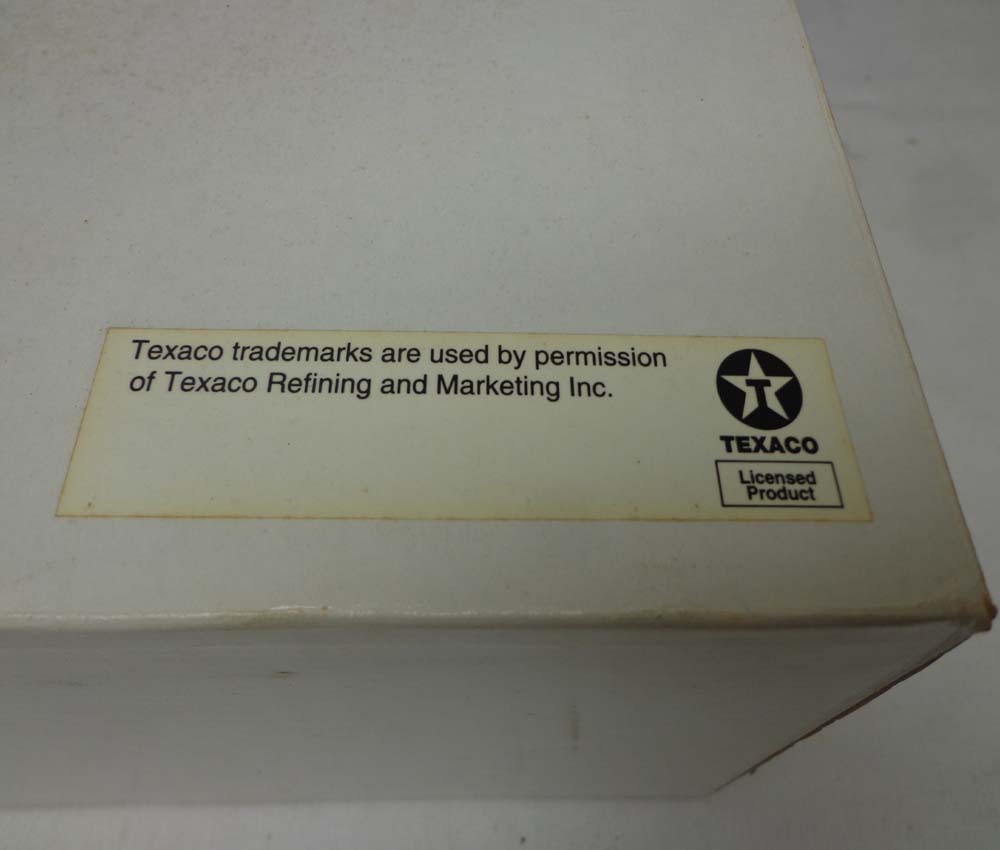 Texaco trademarks are used by permission
of Texaco Refining and Marketing Inc.
T
TEXACO
Licensed
Product